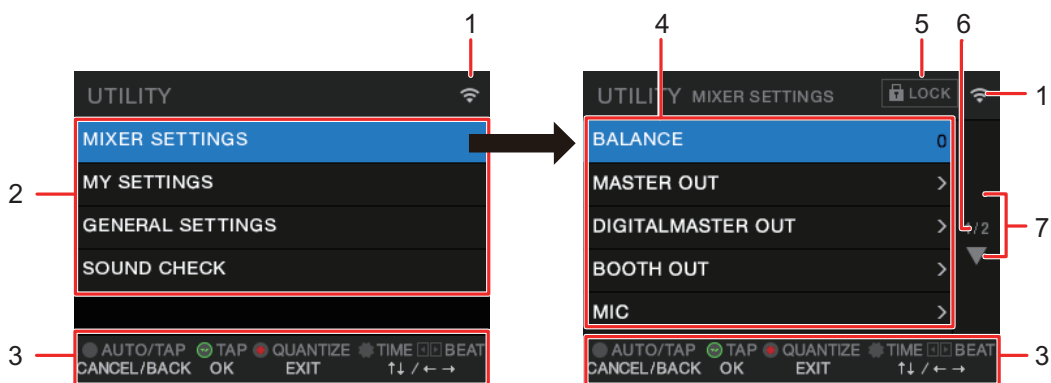 1
4
5
6
UTILITY
UTILITY MIXER SETTINGS
LOCK
1
MIXER SETTINGS
MY SETTINGS
GENERAL SETTINGS
SOUND CHECK
2
BALANCE 0
MASTER OUT >
DIGITALMASTER OUT >
BOOTH OUT >
MIC >
1/2
7
3
AUTO/TAP TAP QUANTIZE TIME BEAT
CANCEL/BACK OK EXIT ↑↓ / ← →
AUTO/TAP TAP QUANTIZE TIME BEAT
CANCEL/BACK OK EXIT ↑↓ / ← →
3